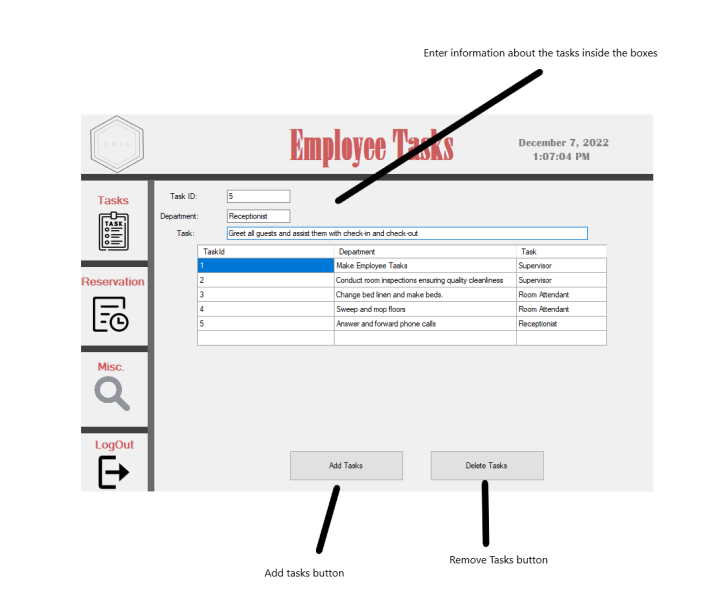 Enter information about the tasks inside the boxes
Employee Tasks
December 7, 2022
1:07:04 PM
Tasks
TASK
Reservation
Misc.
LogOut
Task ID: 5
Department: Receptionist
Task: Greet all guests and assist them with check-in and check-out
TaskId Department Task
1 Make Employee Tasks Supervisor
2 Conduct room inspections ensuring quality cleanliness Supervisor
3 Change bed linen and make beds. Room Attendant
4 Sweep and mop floors Room Attendant
5 Answer and forward phone calls Receptionist
Add Tasks Delete Tasks
Add tasks button
Remove Tasks button